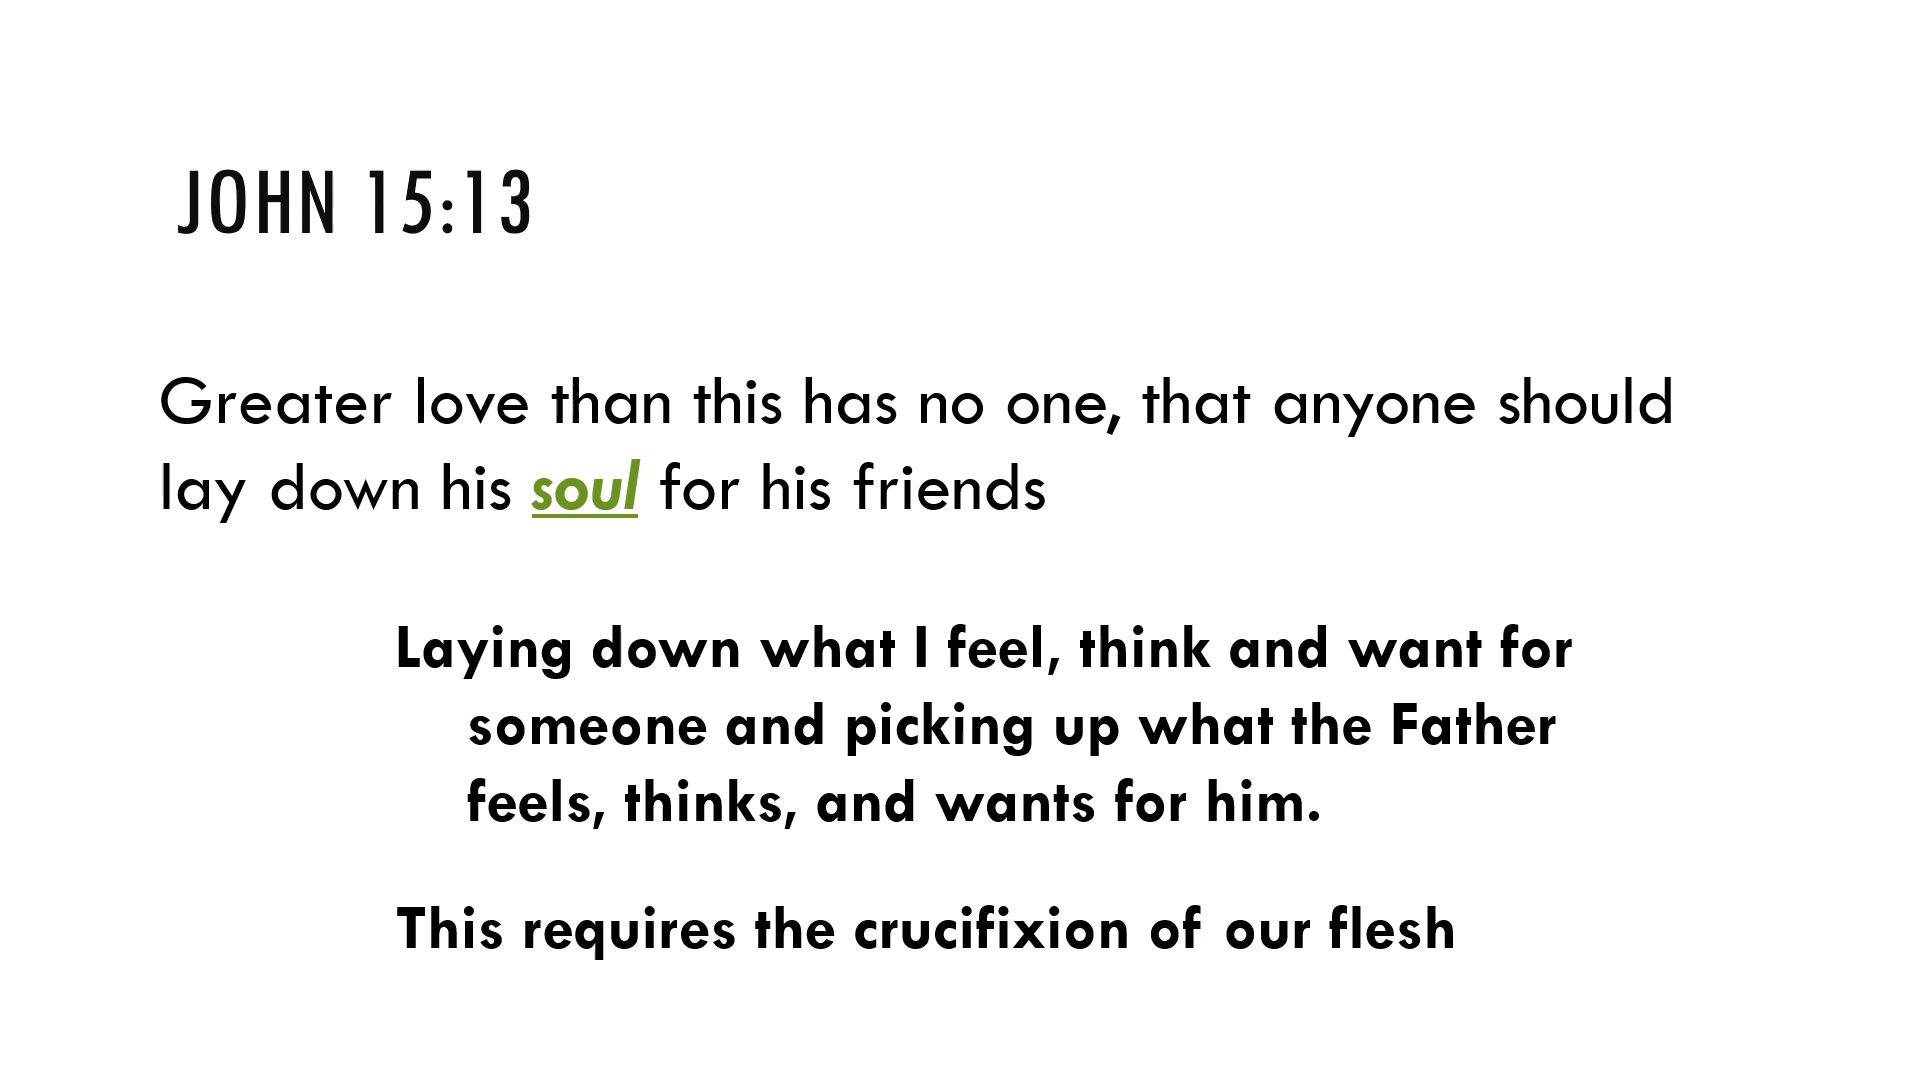 JOHN 15:13
Greater love than this has no one, that anyone should
lay down his soul for his friends
Laying down what I feel, think and want for
someone and picking up what the Father
feels, thinks, and wants for him.
This requires the crucifixion of our flesh